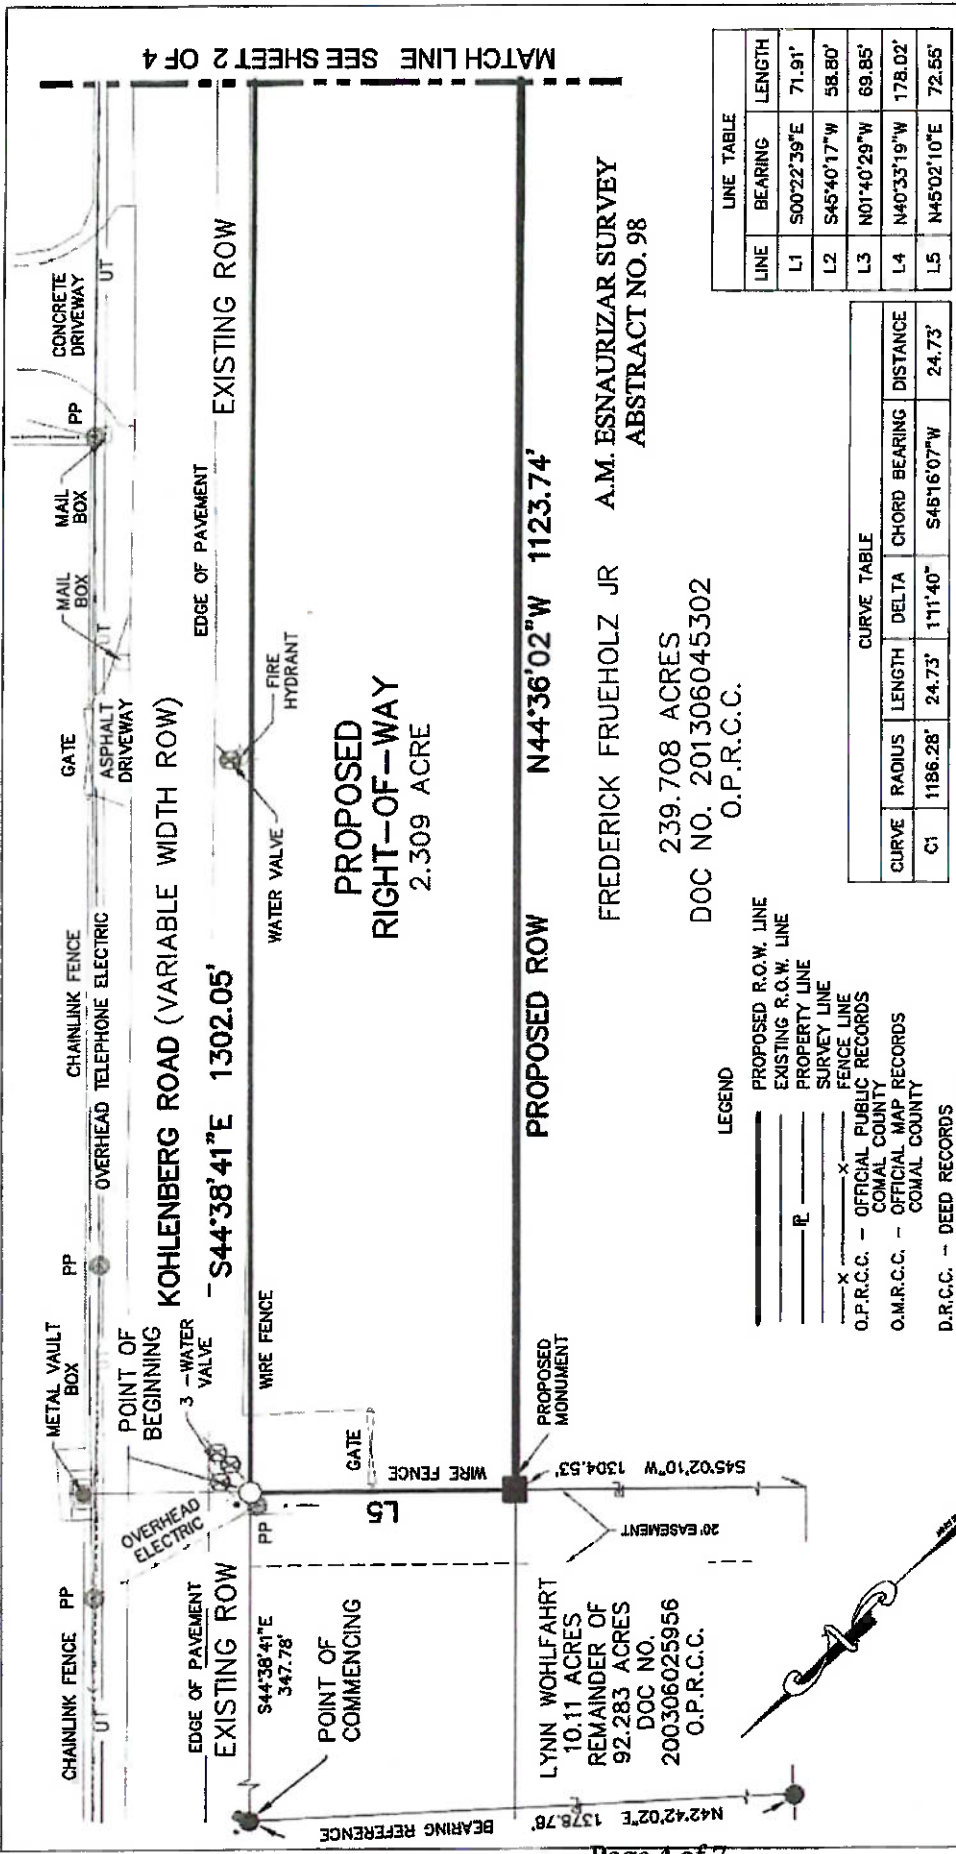 MATCH LINE SEE SHEET 2 OF 4
CHAINLINK FENCE
PP
METAL VAULT
BOX
PP
CHAINLINK FENCE
GATE
MAIL
BOX
MAIL
BOX
PP
CONCRETE
DRIVEWAY
UT
OVERHEAD TELEPHONE ELECTRIC
ASPHALT
DRIVEWAY
UT
UT
OVERHEAD
ELECTRIC
POINT OF
BEGINNING
3 -WATER
VALVE
KOHLENBERG ROAD (VARIABLE WIDTH ROW)
EDGE OF PAVEMENT
EXISTING ROW
S44°38'41"E 1302.05'
EDGE OF PAVEMENT
EXISTING ROW
S44°38'41"E
347.78'
PP
WIRE FENCE
WATER VALVE
FIRE
HYDRANT
POINT OF
COMMENCING
L5
GATE
WIRE FENCE
PROPOSED
RIGHT-OF-WAY
2.309 ACRE
PROPOSED
MONUMENT
PROPOSED ROW
N44°36'02"W 1123.74'
BEARING REFERENCE
N42°42'02"E 1378.78'
LYNN WOHLFAHRT
10.11 ACRES
REMAINDER OF
92.283 ACRES
DOC NO.
200306025956
O.P.R.C.C.
20' EASEMENT
S45°02'10"W 1304.53'
FREDERICK FRUEHOLZ JR
239.708 ACRES
DOC NO. 201306045302
O.P.R.C.C.
A.M. ESNAURIZAR SURVEY
ABSTRACT NO. 98
LEGEND
PROPOSED R.O.W. LINE
EXISTING R.O.W. LINE
PL PROPERTY LINE
SURVEY LINE
X X FENCE LINE
O.P.R.C.C. - OFFICIAL PUBLIC RECORDS
COMAL COUNTY
O.M.R.C.C. - OFFICIAL MAP RECORDS
COMAL COUNTY
D.R.C.C. - DEED RECORDS
CURVE TABLE
CURVE RADIUS LENGTH DELTA CHORD BEARING DISTANCE
C1 1186.28' 24.73' 1°11'40" S45°16'07"W 24.73'
LINE TABLE
LINE BEARING LENGTH
L1 S00°22'39"E 71.91'
L2 S45°40'17"W 58.80'
L3 N01°40'29"W 69.85'
L4 N40°33'19"W 178.02'
L5 N45°02'10"E 72.55'